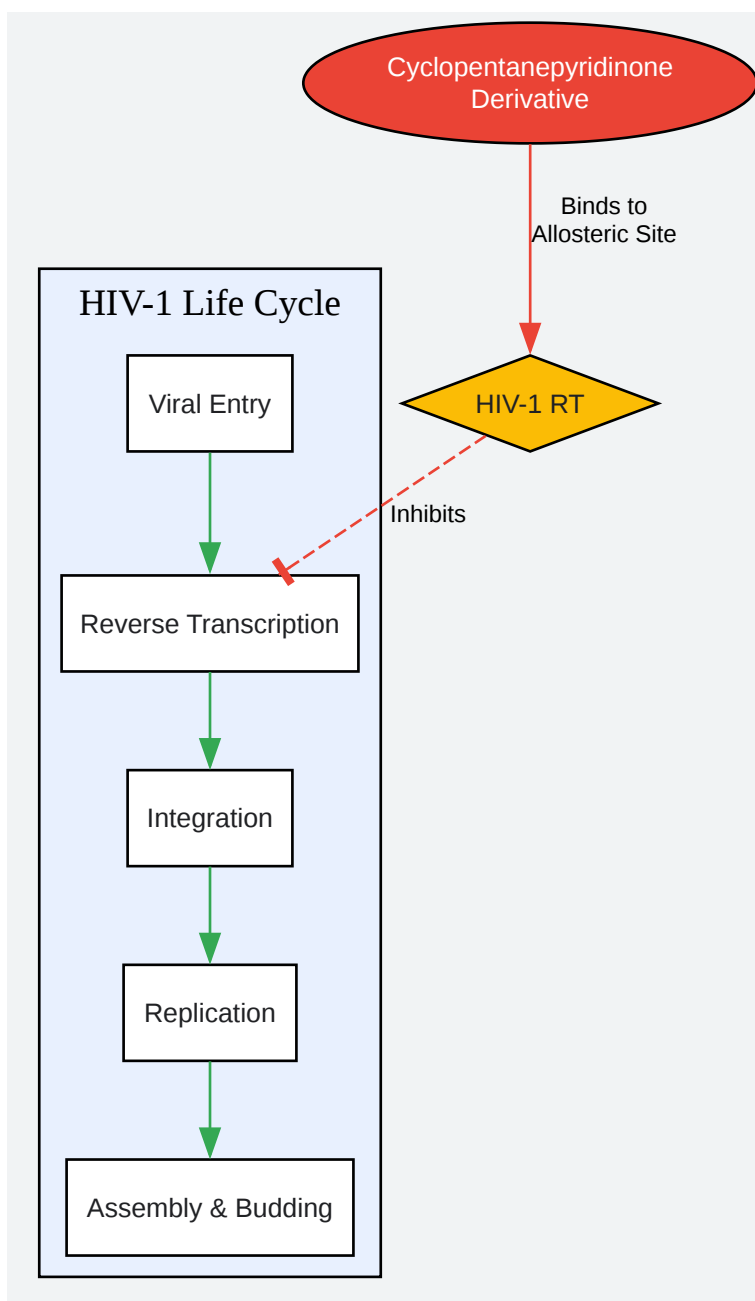 Cyclopentanepyridinone
Derivative
Binds to
Allosteric Site
HIV-1 Life Cycle
Viral Entry
HIV-1 RT
Inhibits
Reverse Transcription
Integration
Replication
Assembly & Budding